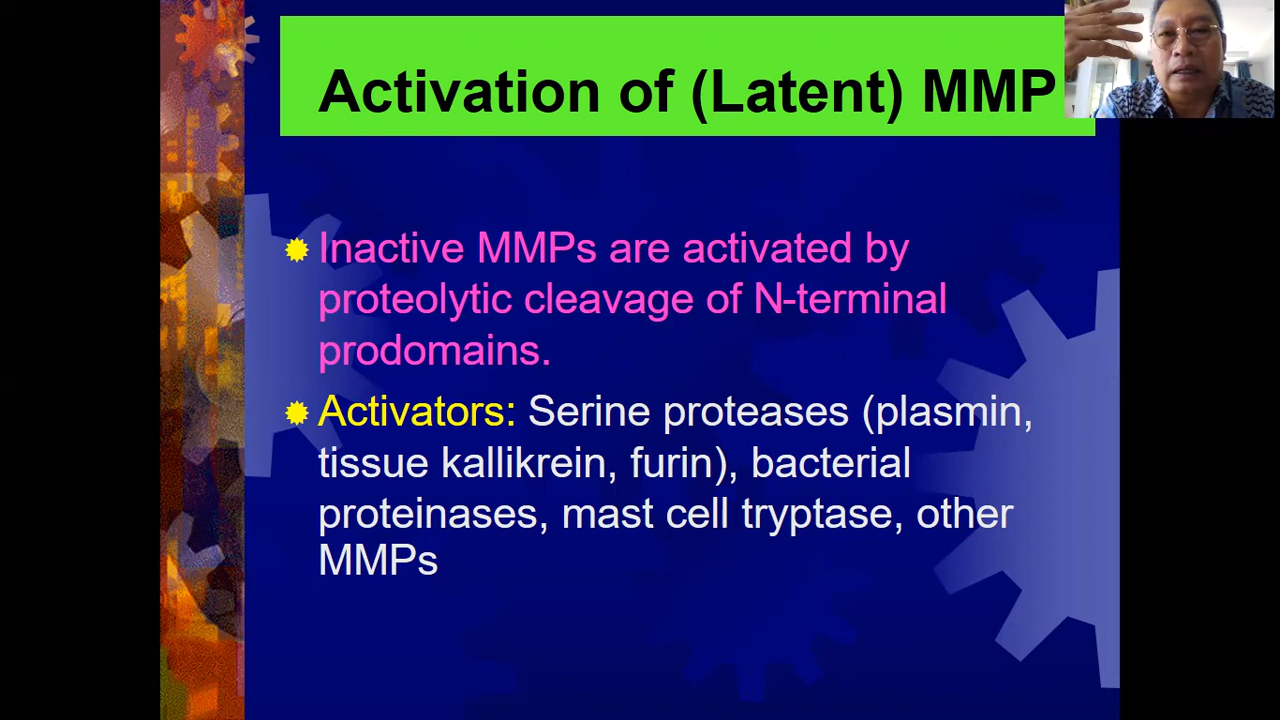 Activation of (Latent) MMP
Inactive MMPs are activated by
proteolytic cleavage of N-terminal
prodomains.
Activators: Serine proteases (plasmin,
tissue kallikrein, furin), bacterial
proteinases, mast cell tryptase, other
MMPs